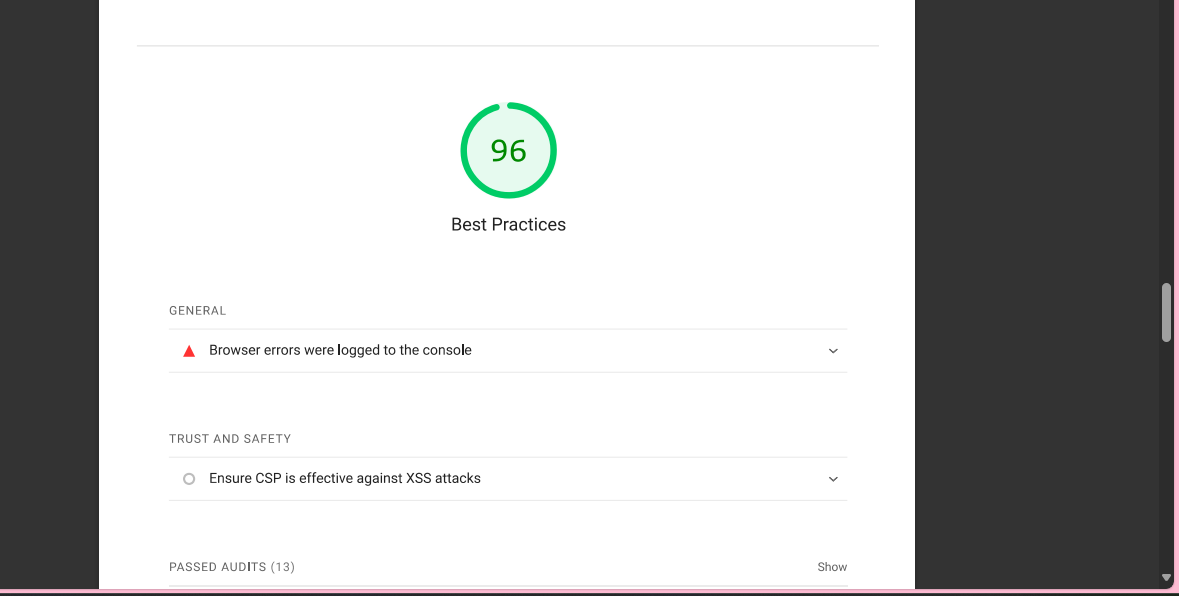 96
Best Practices
GENERAL
Browser errors were logged to the console
TRUST AND SAFETY
Ensure CSP is effective against XSS attacks
PASSED AUDITS (13)
Show